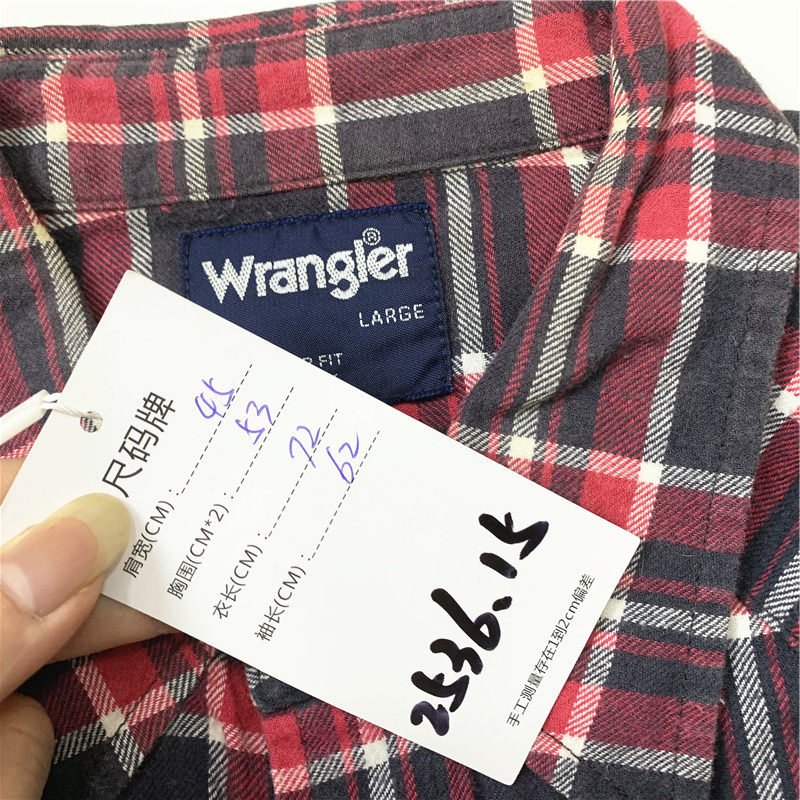 Wrangler®
LARGE
FIT
尺码牌
肩宽(CM)：45
胸围(CM*2)：53
衣长(CM)：72
袖长(CM)：62
2536.15
手工测量存在1到2cm偏差